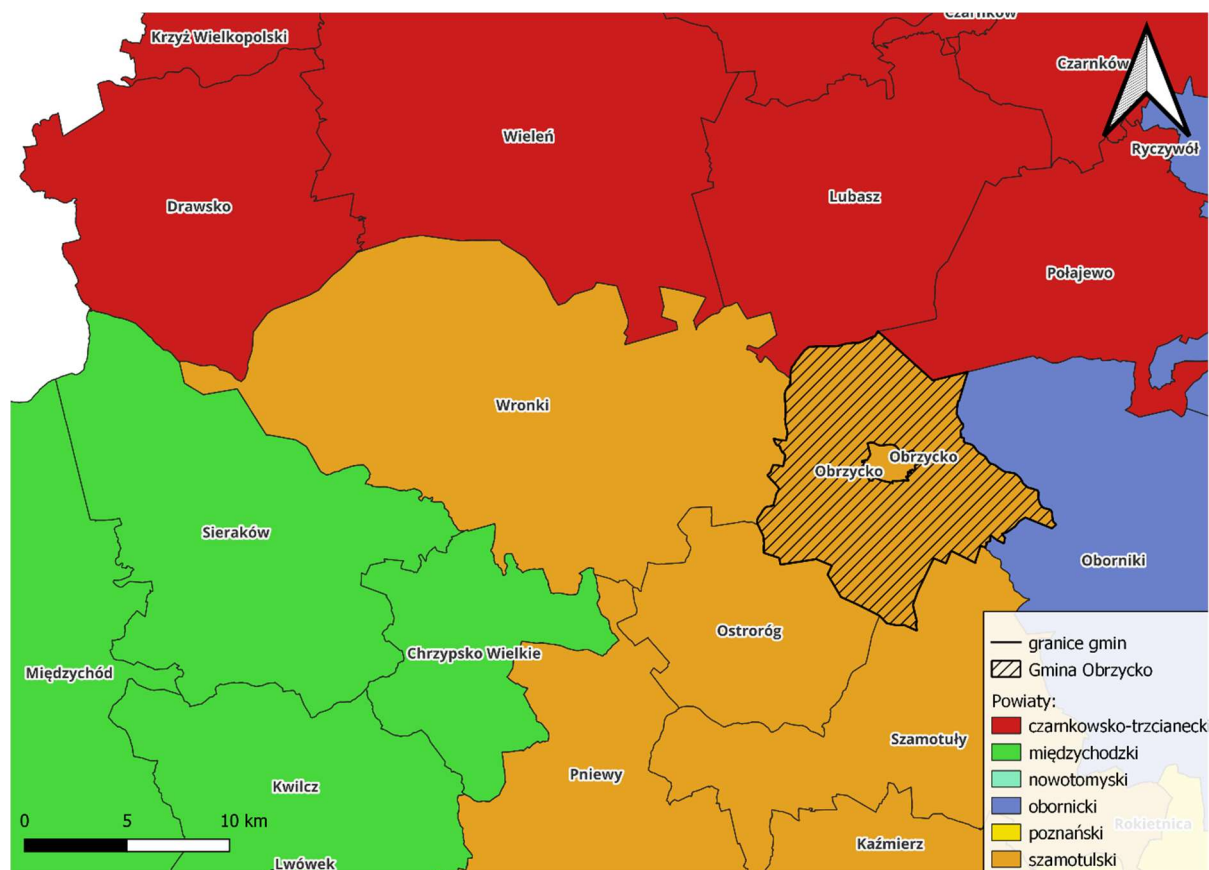 Czarnków
Krzyż Wielkopolski
Czarnków
Wieleń
Ryczywół
Drawsko
Lubasz
Połajewo
Wronki
Obrzycko
Obrzycko
Sieraków
Oborniki
Ostroróg
Chrzypsko Wielkie
Międzychód
Szamotuły
Pniewy
Kwilcz
Rokietnica
Kaźmierz
Lwówek
0 5 10 km
granice gmin
Gmina Obrzycko
Powiaty:
czarnkowsko-trzcianecki
międzychodzki
nowotomyski
obornicki
poznański
szamotulski